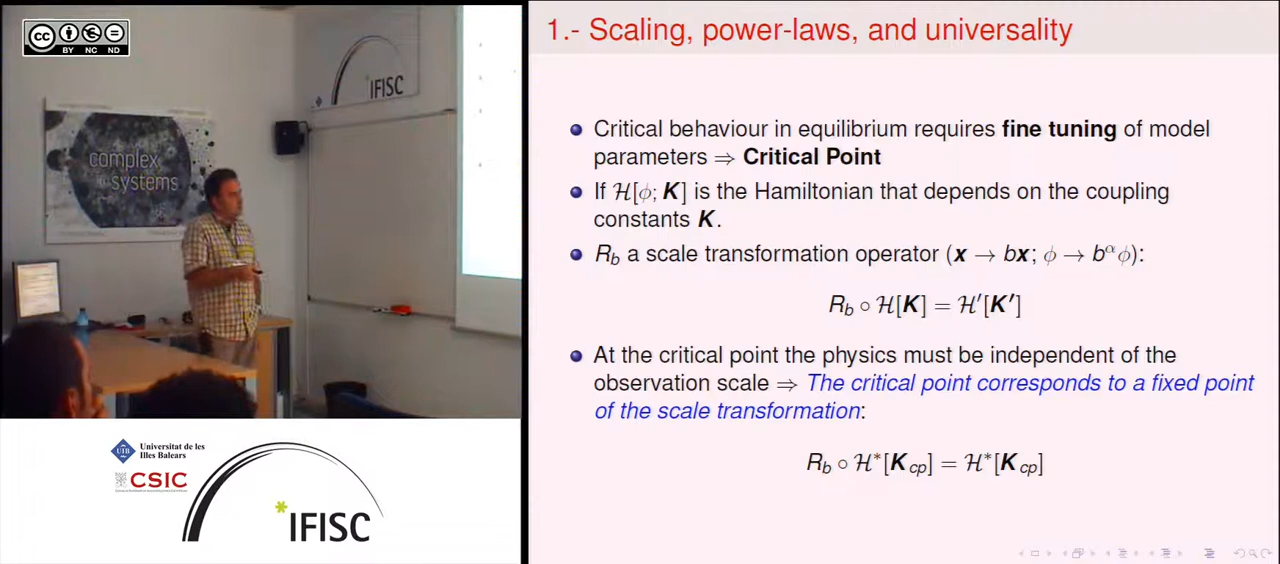 cc
BY NC ND
IFISC
complex
systems
Universitat de les
Illes Balears
UIB
CSIC
IFISC
1.- Scaling, power-laws, and universality
Critical behaviour in equilibrium requires fine tuning of model
parameters ⇒ Critical Point
If ℋ[ϕ; K] is the Hamiltonian that depends on the coupling
constants K.
R_b a scale transformation operator (x → bx; ϕ → b^α ϕ):
R_b ∘ ℋ[K] = ℋ′[K′]
At the critical point the physics must be independent of the
observation scale ⇒ The critical point corresponds to a fixed point
of the scale transformation:
R_b ∘ ℋ*[K_cp] = ℋ*[K_cp]